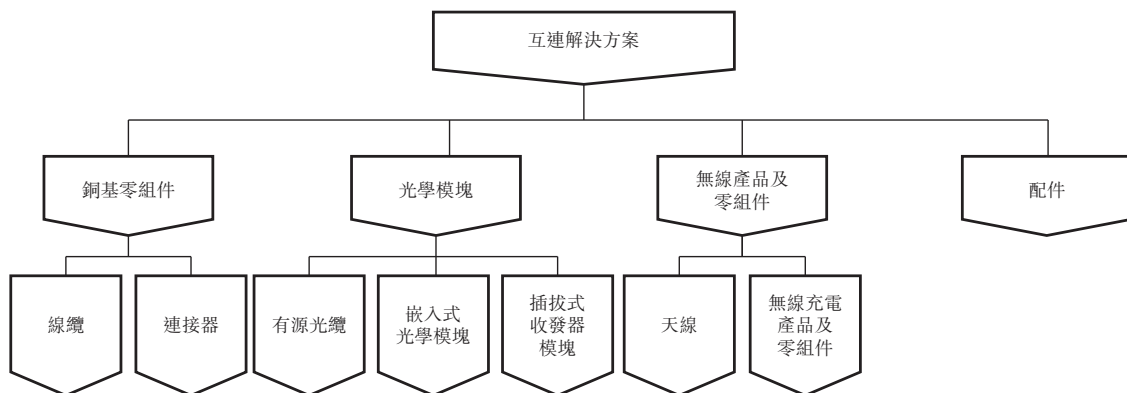 互連解決方案
銅基零組件
光學模塊
無線產品及
零組件
配件
線纜
連接器
有源光纜
嵌入式
光學模塊
插拔式
收發器
模塊
天線
無線充電
產品及
零組件